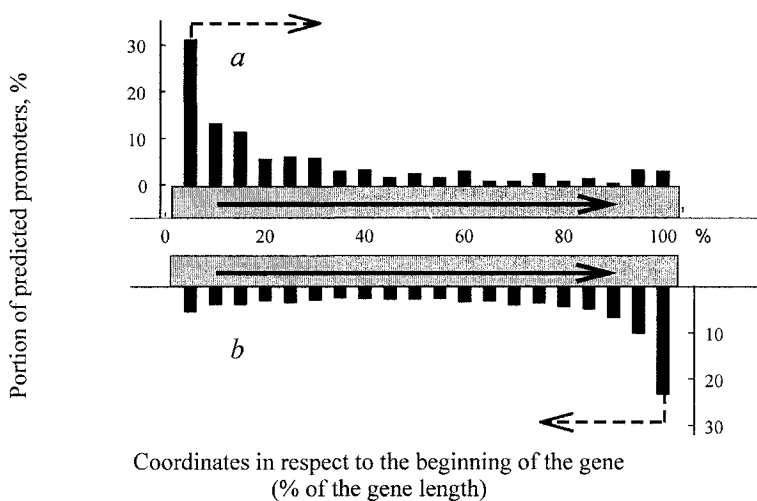 Portion of predicted promoters, %
30
20
10
0
a
0 20 40 60 80 100 %
b
10
20
30
Coordinates in respect to the beginning of the gene
(% of the gene length)